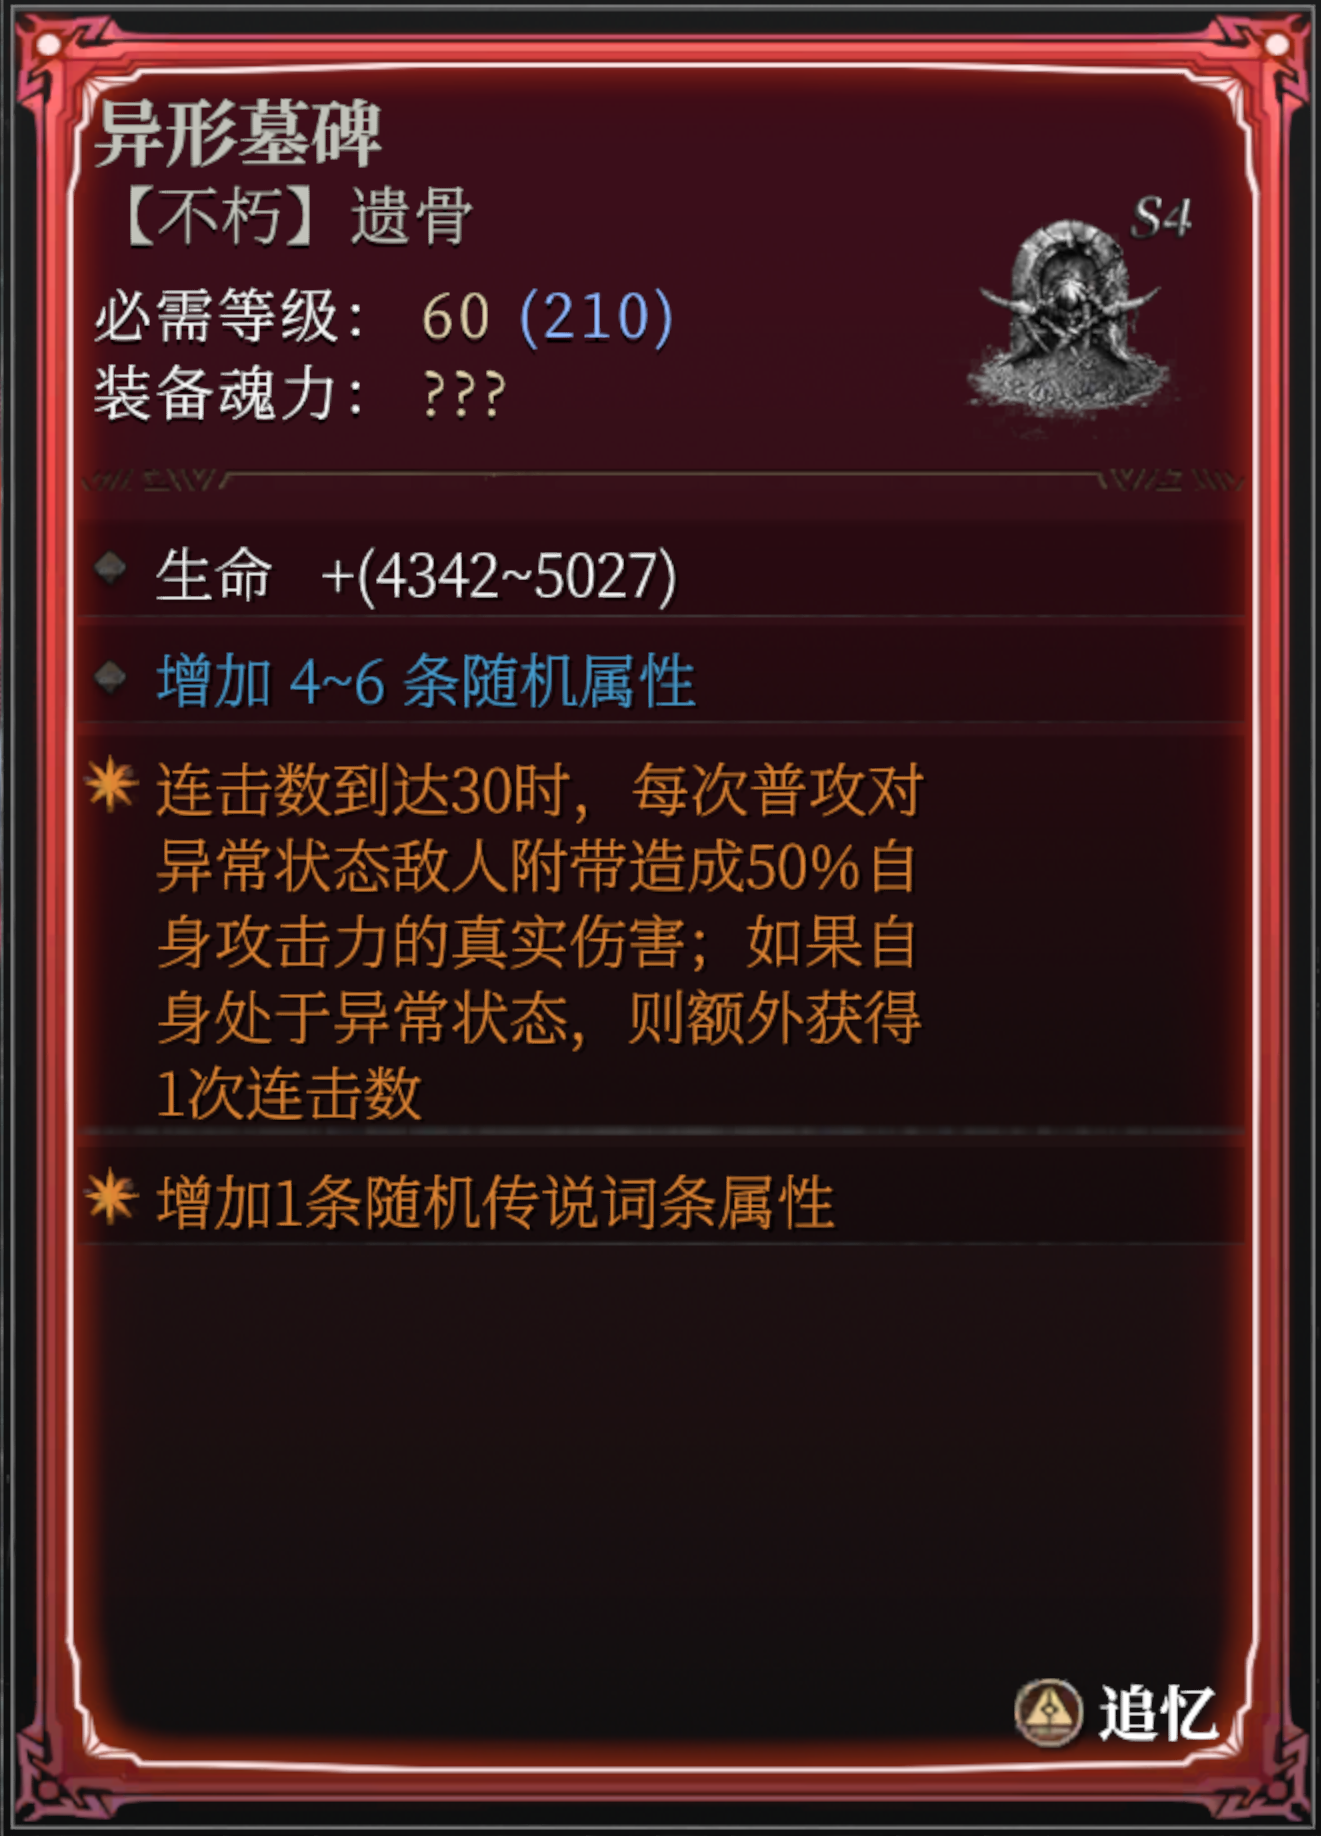 异形墓碑
【不朽】遗骨
S4
必需等级： 60 (210)
装备魂力： ???
生命 +(4342~5027)
增加 4~6 条随机属性
连击数到达30时，每次普攻对
异常状态敌人附带造成50%自
身攻击力的真实伤害；如果自
身处于异常状态，则额外获得
1次连击数
增加1条随机传说词条属性
追忆